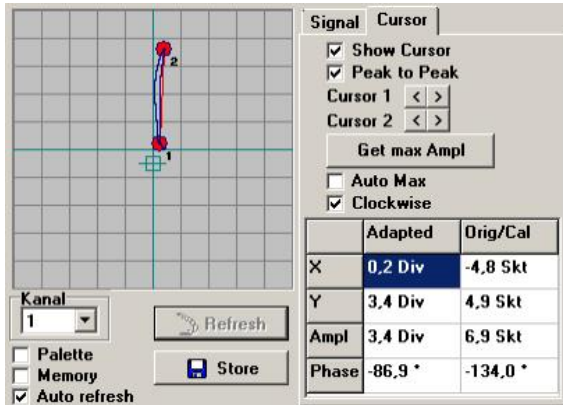 Signal Cursor
Show Cursor
Peak to Peak
Cursor 1 < >
Cursor 2 < >
Get max Ampl
Auto Max
Clockwise
Adapted Orig/Cal
X 0,2 Div -4,8 Skt
Y 3,4 Div 4,9 Skt
Ampl 3,4 Div 6,9 Skt
Phase -86,9 ° -134,0 °
2
1
Kanal
1
Refresh
Palette
Memory
Auto refresh
Store